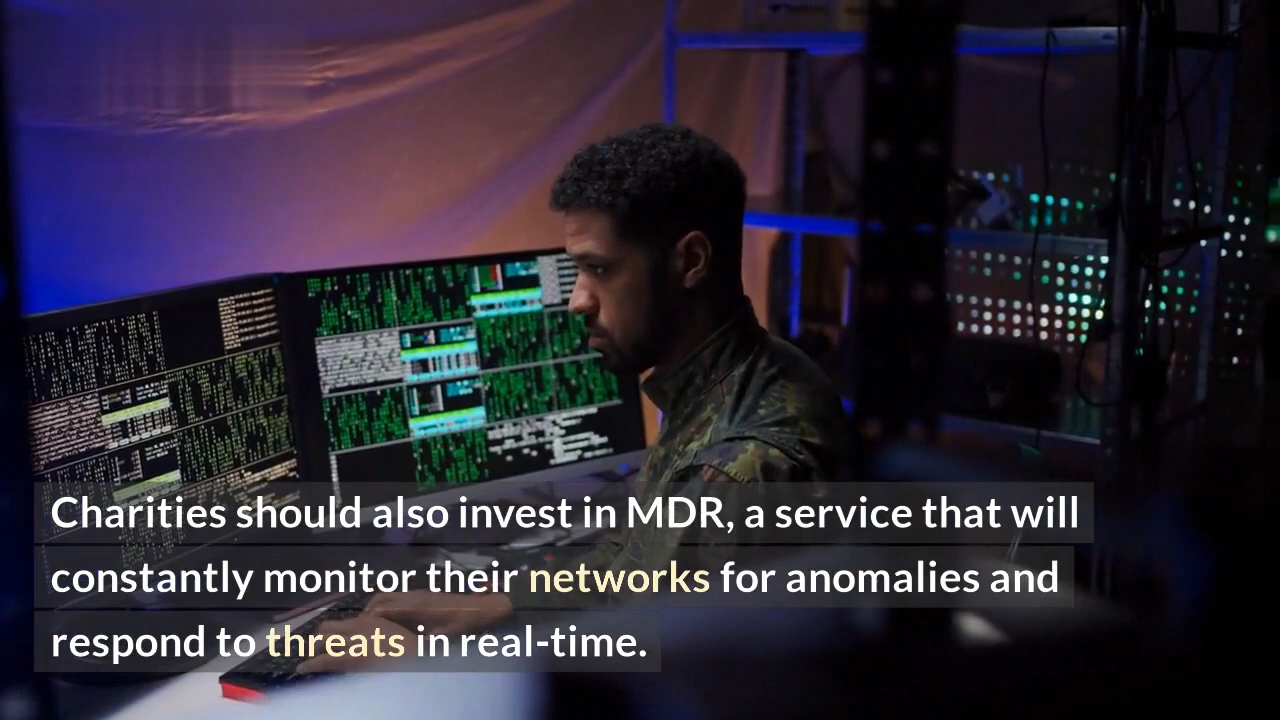 Charities should also invest in MDR, a service that will
constantly monitor their networks for anomalies and
respond to threats in real-time.